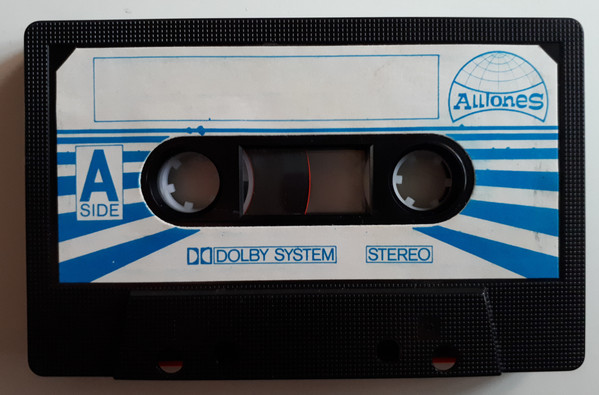 AllTones
A
SIDE
DOLBY SYSTEM
STEREO